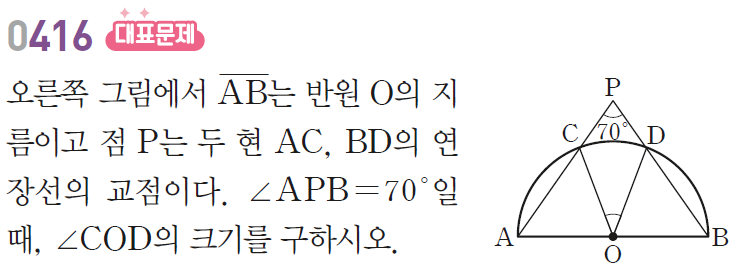 0416 대표문제
오른쪽 그림에서 A̅B̅는 반원 O의 지
름이고 점 P는 두 현 AC, BD의 연
장선의 교점이다. ∠APB=70°일
때, ∠COD의 크기를 구하시오.
P
C 70° D
A O B